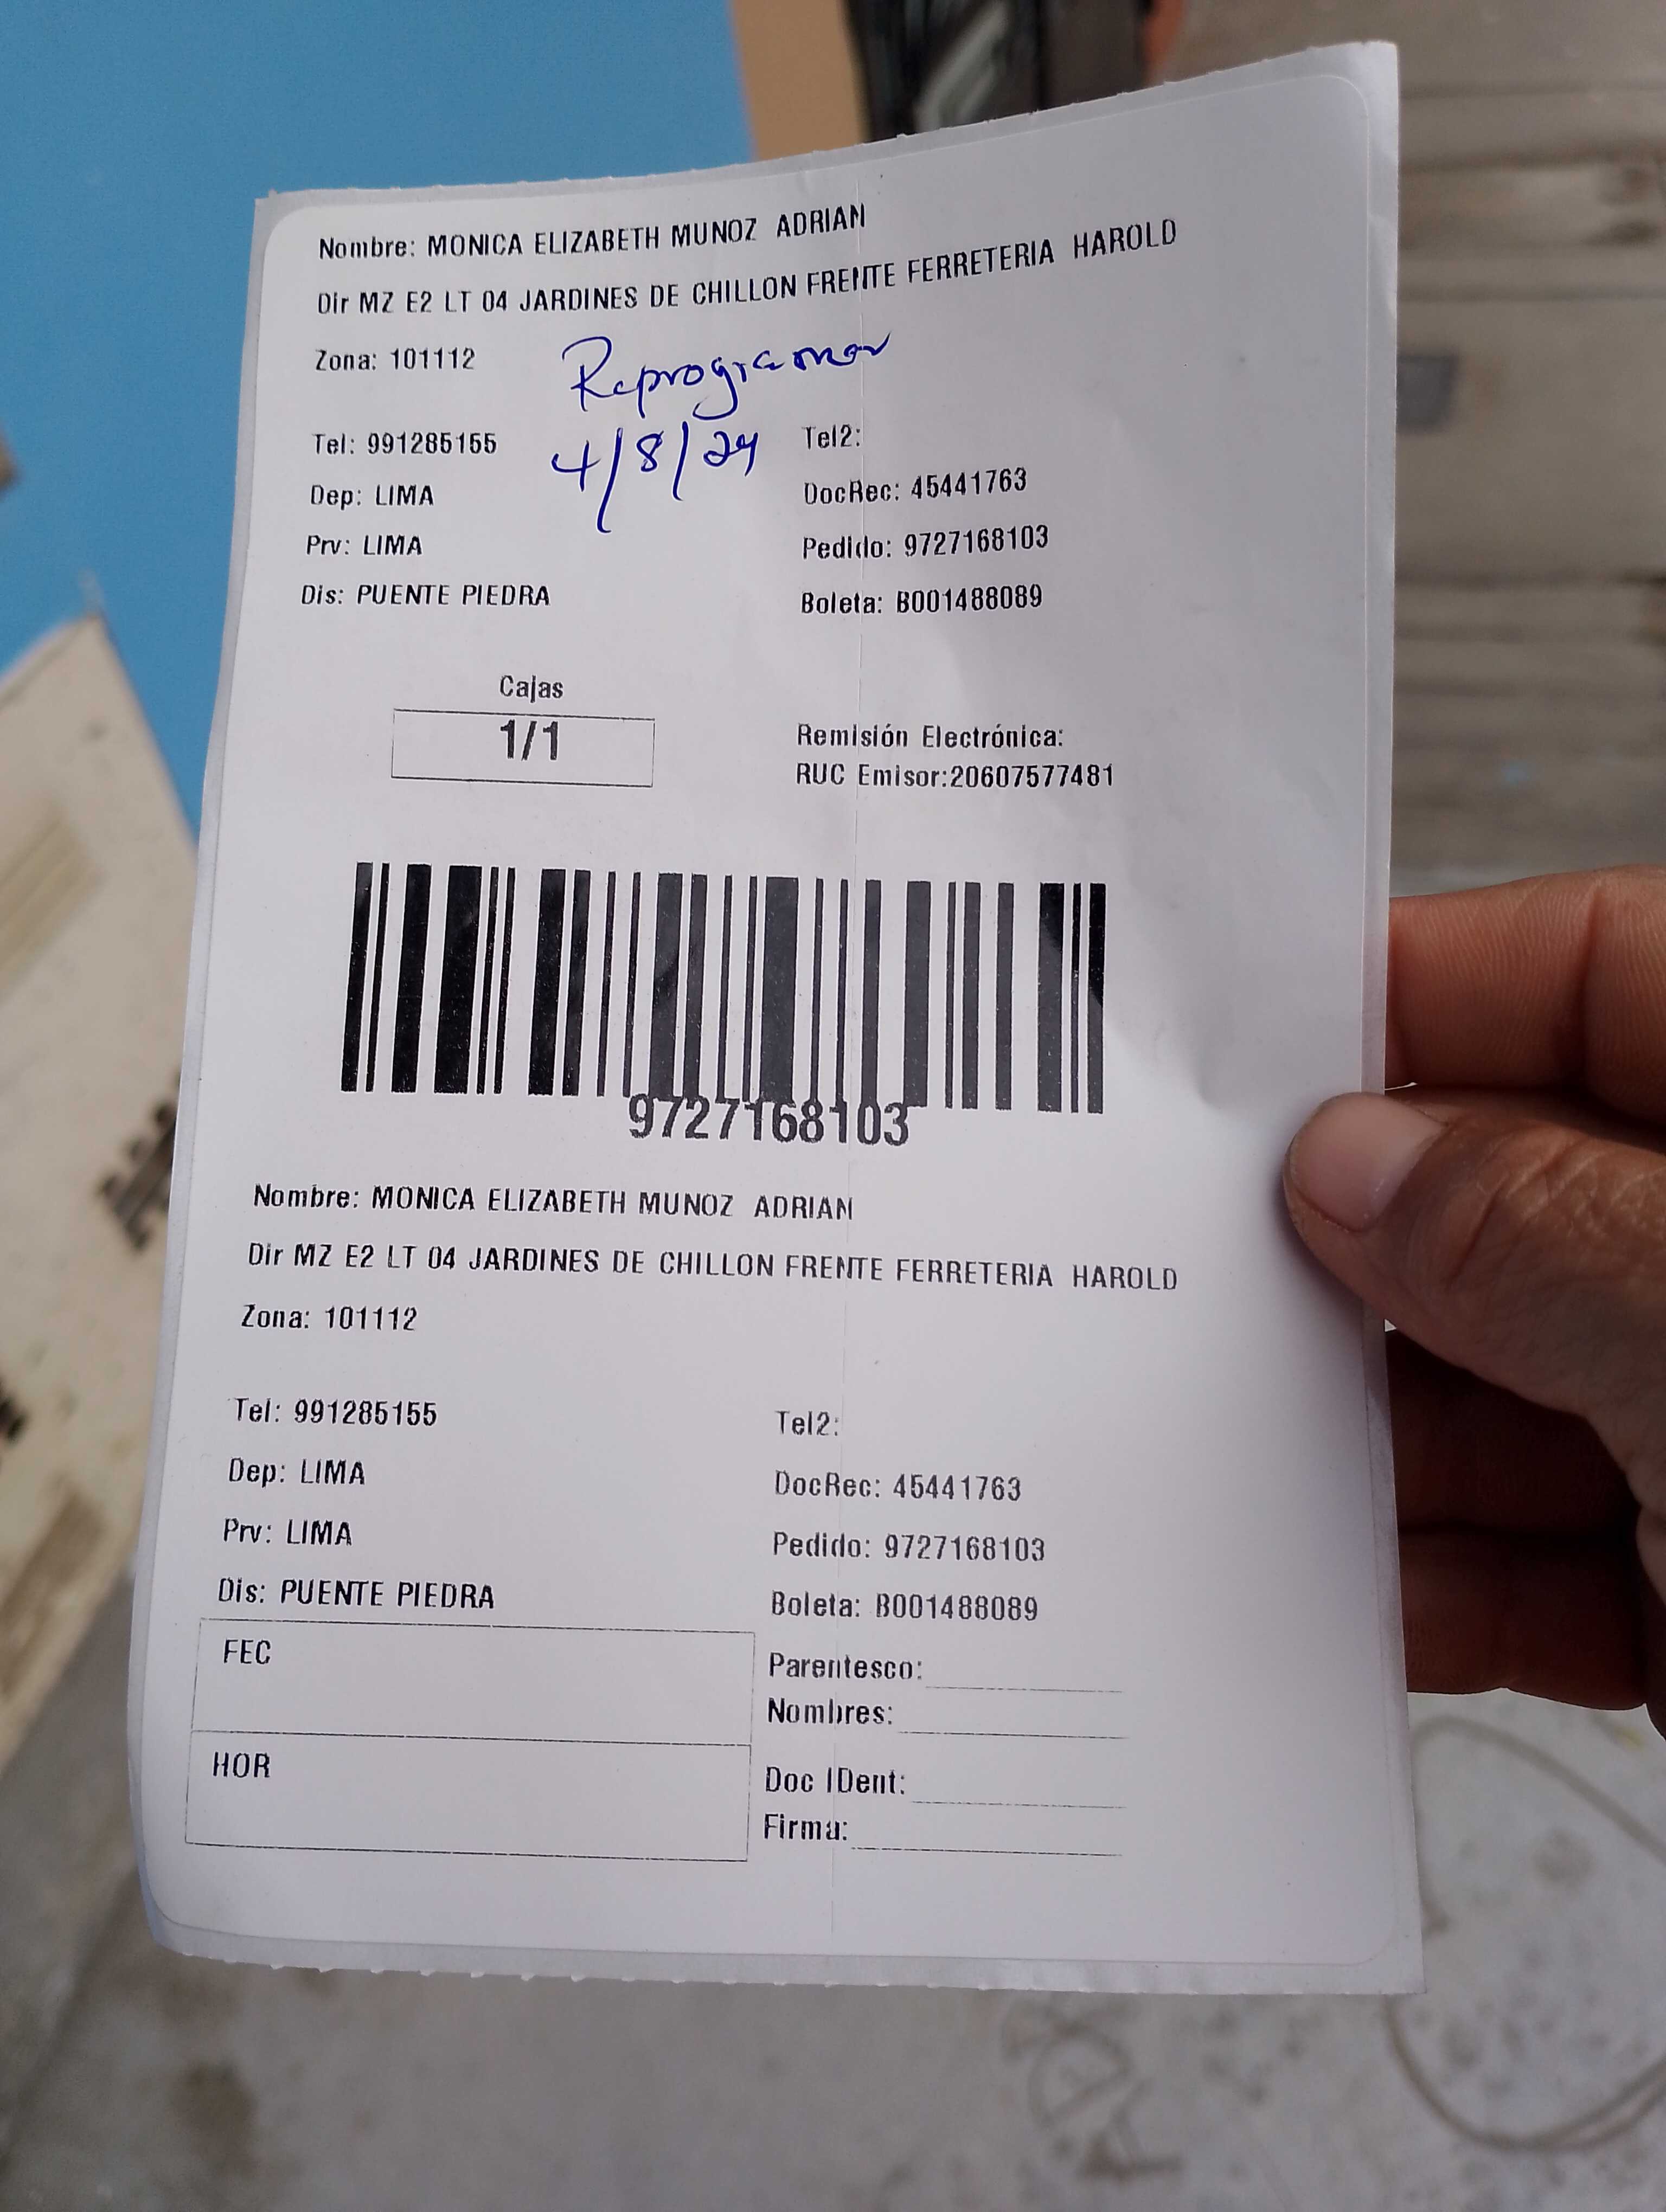 Nombre: MONICA ELIZABETH MUNOZ ADRIAN
Dir MZ E2 LT 04 JARDINES DE CHILLON FRENTE FERRETERIA HAROLD
Zona: 101112
Reprogramar
4/8/24
Tel: 991285155
Tel2:
Dep: LIMA
DocRec: 45441763
Prv: LIMA
Pedido: 9727168103
Dis: PUENTE PIEDRA
Boleta: B001488089
Cajas
1/1
Remisión Electrónica:
RUC Emisor:20607577481
9727168103
Nombre: MONICA ELIZABETH MUNOZ ADRIAN
Dir MZ E2 LT 04 JARDINES DE CHILLON FRENTE FERRETERIA HAROLD
Zona: 101112
Tel: 991285155
Tel2:
Dep: LIMA
DocRec: 45441763
Prv: LIMA
Pedido: 9727168103
Dis: PUENTE PIEDRA
Boleta: B001488089
FEC
Parentesco:
Nombres:
HOR
Doc IDent:
Firma: